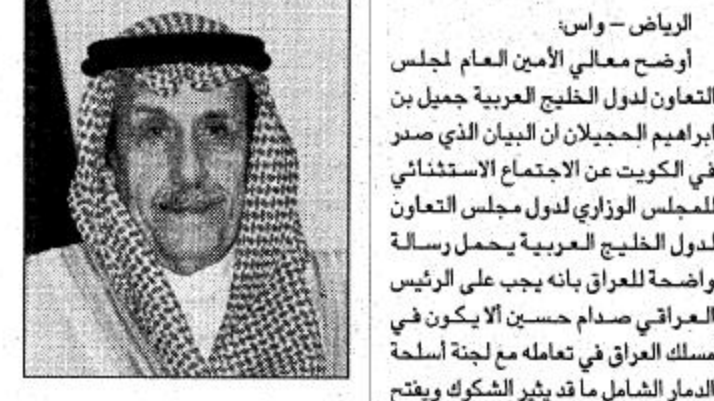 الرياض – واس:
أوضح معالي الأمين العام لمجلس
التعاون لدول الخليج العربية جميل بن
ابراهيم الحجيلان ان البيان الذي صدر
في الكويت عن الاجتماع الاستثنائي
للمجلس الوزاري لدول مجلس التعاون
لدول الخليج العربية يحمل رسالة
واضحة للعراق بانه يجب على الرئيس
العراقي صدام حسين ألا يكون في
مسلك العراق في تعامله مع لجنة أسلحة
الدمار الشامل ما قد يثير الشكوك ويفتح